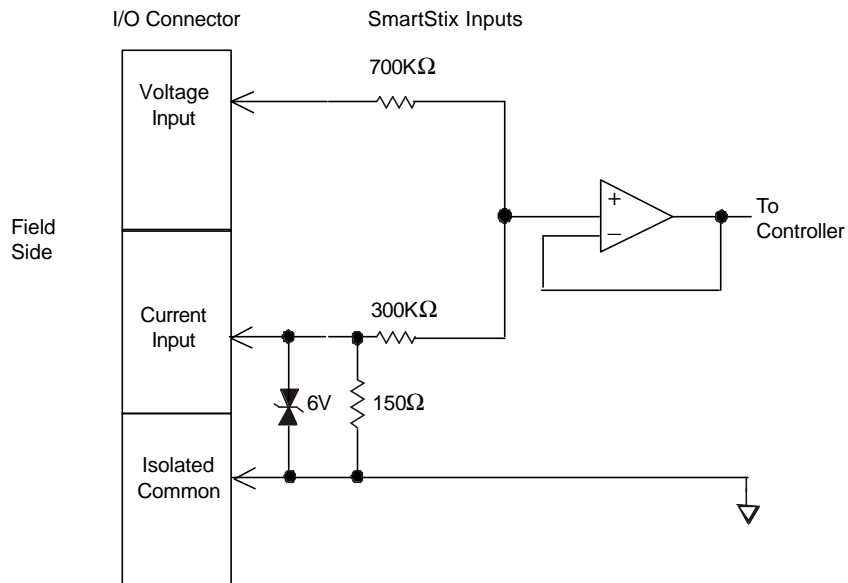 I/O Connector
SmartStix Inputs
700KΩ
Voltage
Input
+
−
To
Controller
Field
Side
300KΩ
Current
Input
6V
150Ω
Isolated
Common